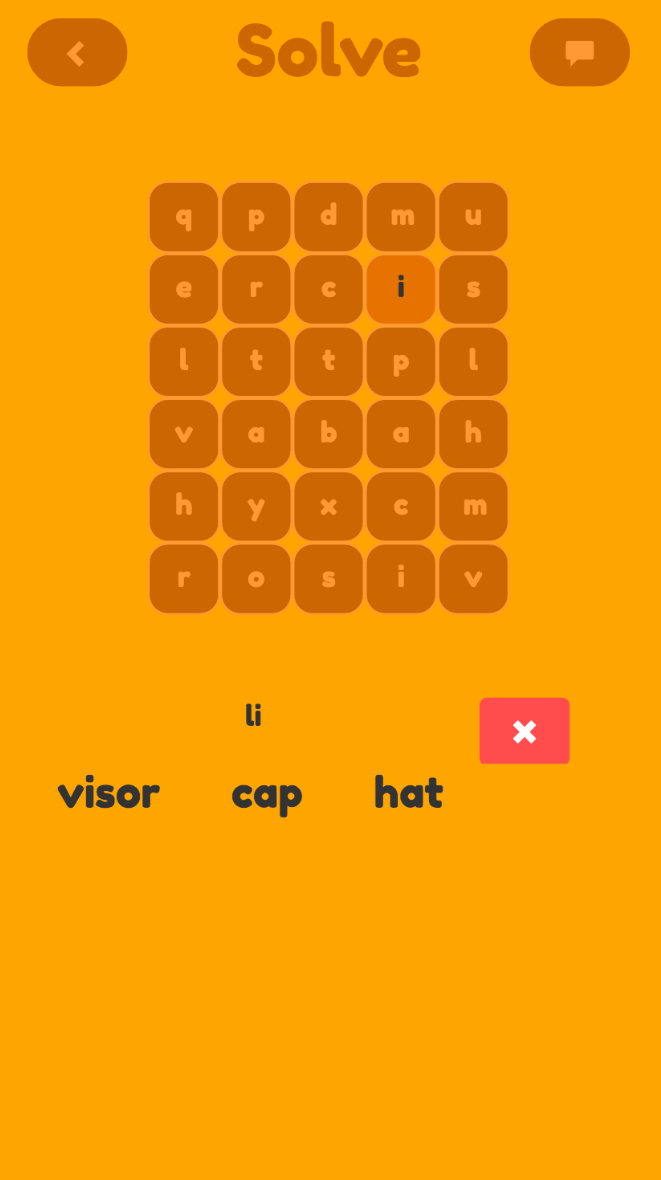 Solve
q p d m u
e r c i s
l t t p l
v a b a h
h y x c m
r o s i v
li
visor cap hat